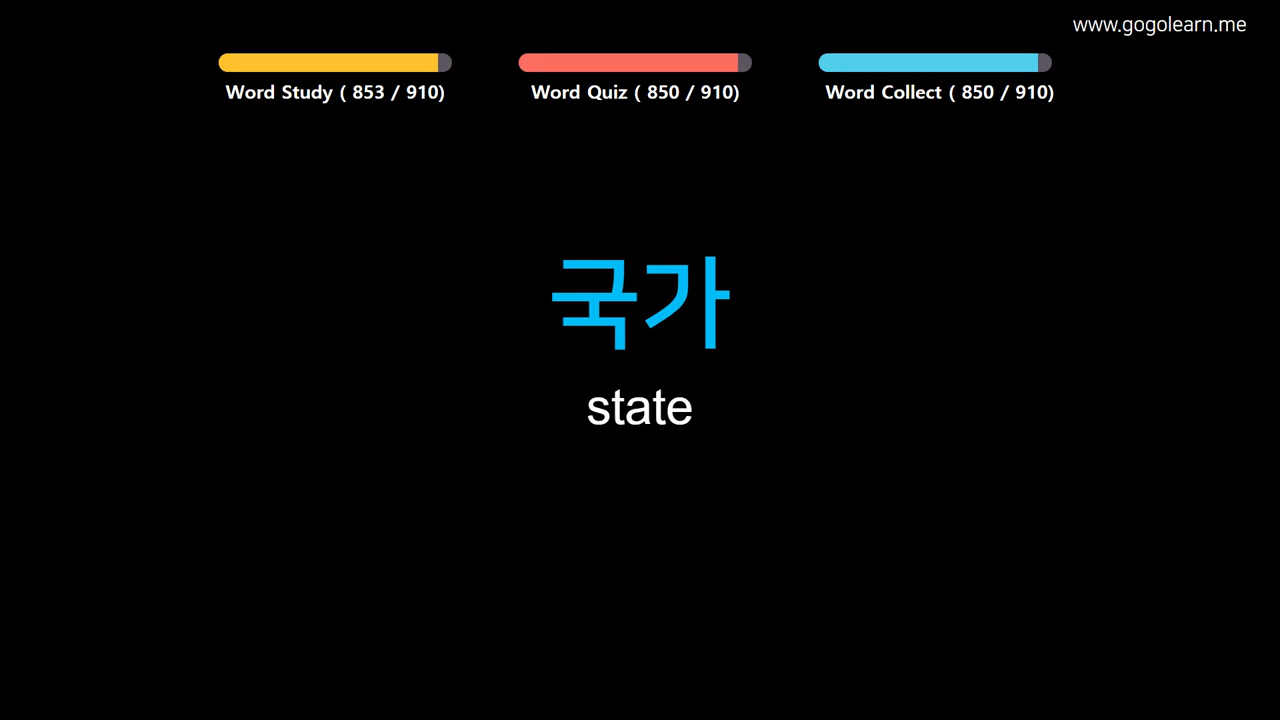 www.gogolearn.me
Word Study ( 853 / 910)
Word Quiz ( 850 / 910)
Word Collect ( 850 / 910)
국가
state